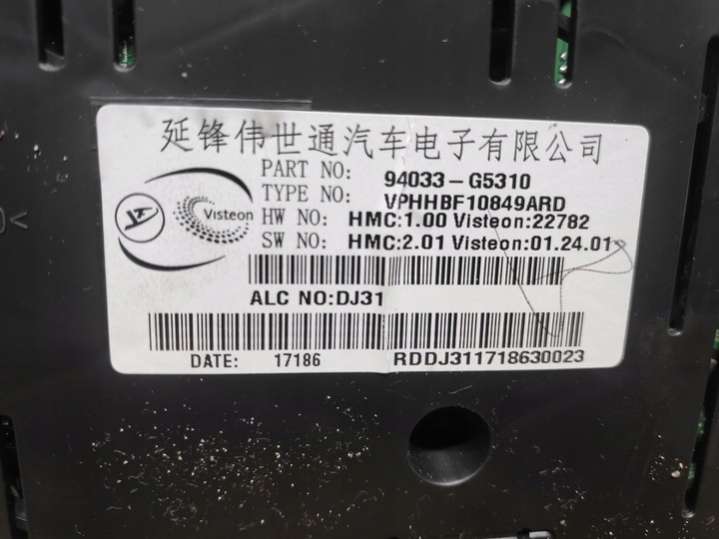 延锋伟世通汽车电子有限公司
PART NO: 94033-G5310
TYPE NO: VPHHBF10849ARD
Visteon
HW NO: HMC:1.00 Visteon:22782
SW NO: HMC:2.01 Visteon:01.24.01
ALC NO:DJ31
DATE: 17186 RDDJ311718630023